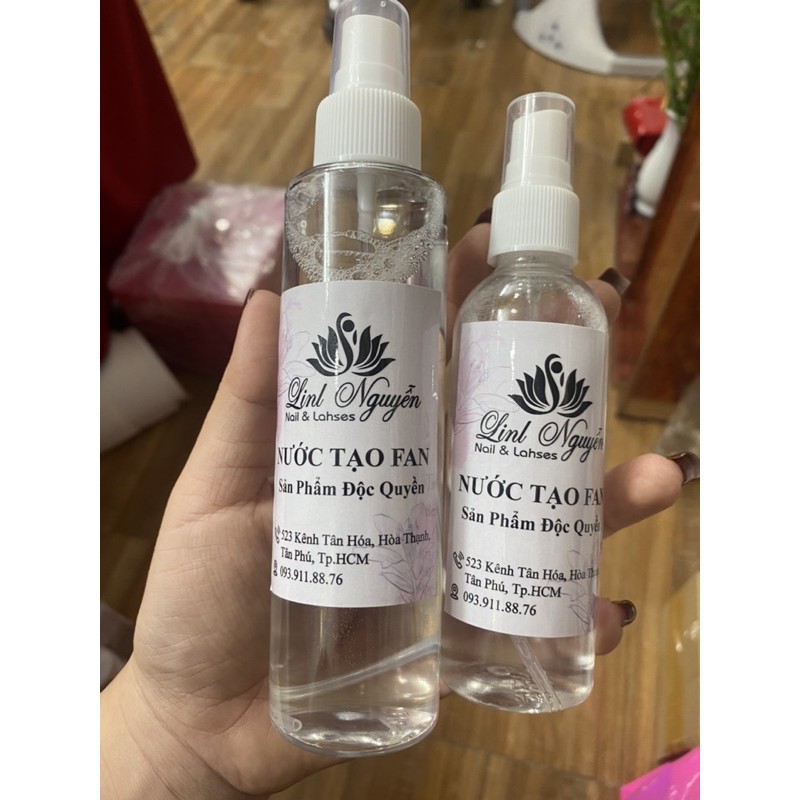 Linl Nguyễn
Nail & Lahses
NƯỚC TẠO FAN
Sản Phẩm Độc Quyền
523 Kênh Tân Hóa, Hòa Thạnh,
Tân Phú, Tp.HCM
093.911.88.76
Linl Nguyễn
Nail & Lahses
NƯỚC TẠO FAN
Sản Phẩm Độc Quyền
523 Kênh Tân Hóa, Hòa Thạnh
Tân Phú, Tp.HCM
093.911.88.76